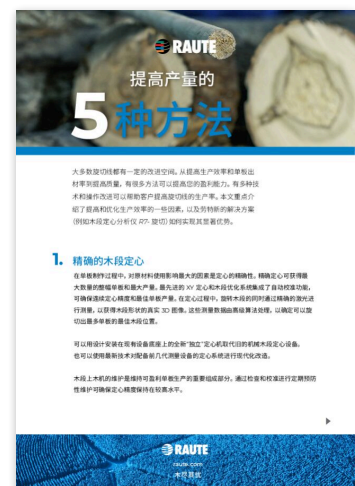 RAUTE
提高产量的
5种方法
大多数旋切线都有一定的改进空间。从提高生产效率和单板出
材率到提高质量，有很多方法可以提高您的盈利能力。有多种技
术和操作改进可以帮助客户提高旋切线的生产率。本文重点介
绍了提高和优化生产效率的一些因素，以及劳特新的解决方案
（例如木段定心分析仪 R7- 旋切）如何实现其显著优势。
1. 精确的木段定心
在单板制作过程中，对原材料使用影响最大的因素是定心的精确性。精确定心可获得最
大数量的整幅单板和最大产量。最先进的 XY 定心和木段优化系统集成了自动校准功能，
可确保连续定心精度和最佳单板产量。在定心过程中，旋转木段的同时通过精确的激光进
行测量，以获得木段形状的真实 3D 图像。这些测量数据由高级算法处理，以确定可以旋
切出最多单板的最佳木段位置。
可以用设计安装在现有设备底座上的全新“独立”定心机取代旧的机械木段定心设备。
也可以使用最新技术对配备前几代测量设备的定心系统进行现代化改造。
木段上木机的维护是维持可盈利单板生产的重要组成部分。通过检查和校准进行定期预防
性维护可确保定心精度保持在较高水平。
RAUTE
raute.com
木尽其优